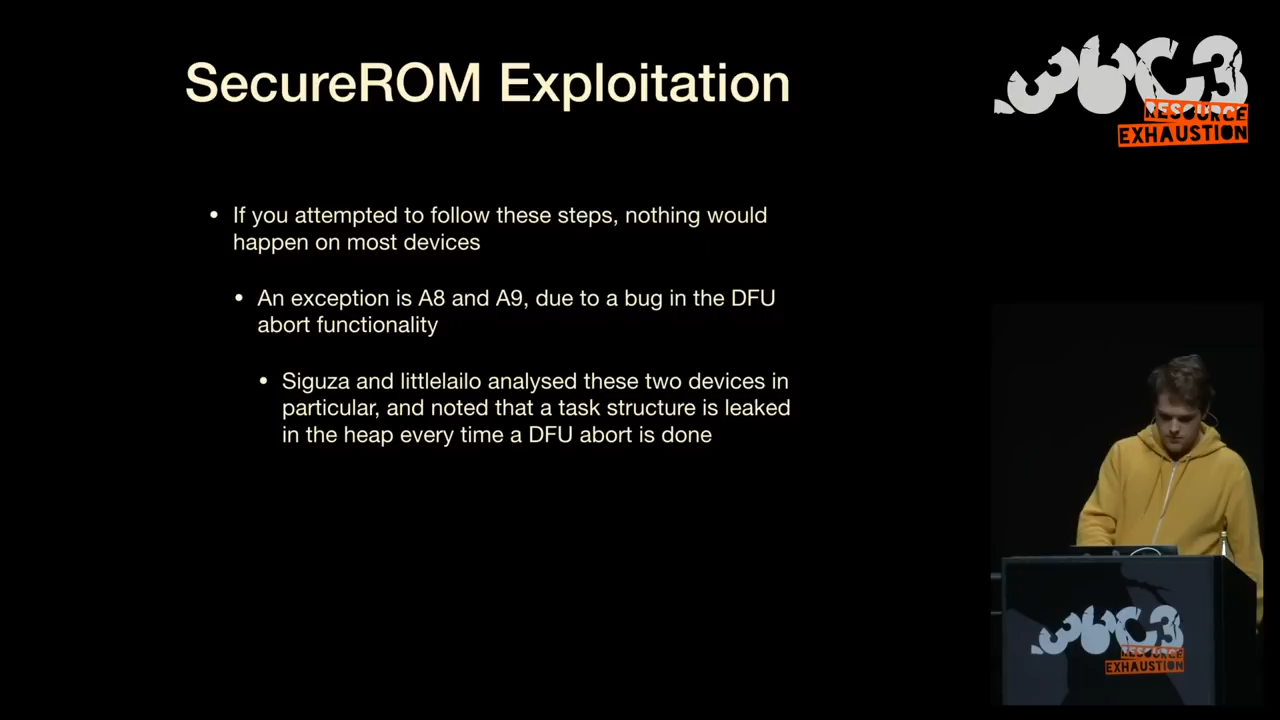 SecureROM Exploitation
36C3
RESOURCE
EXHAUSTION
• If you attempted to follow these steps, nothing would
happen on most devices
• An exception is A8 and A9, due to a bug in the DFU
abort functionality
• Siguza and littlelailo analysed these two devices in
particular, and noted that a task structure is leaked
in the heap every time a DFU abort is done
36C3
RESOURCE
EXHAUSTION